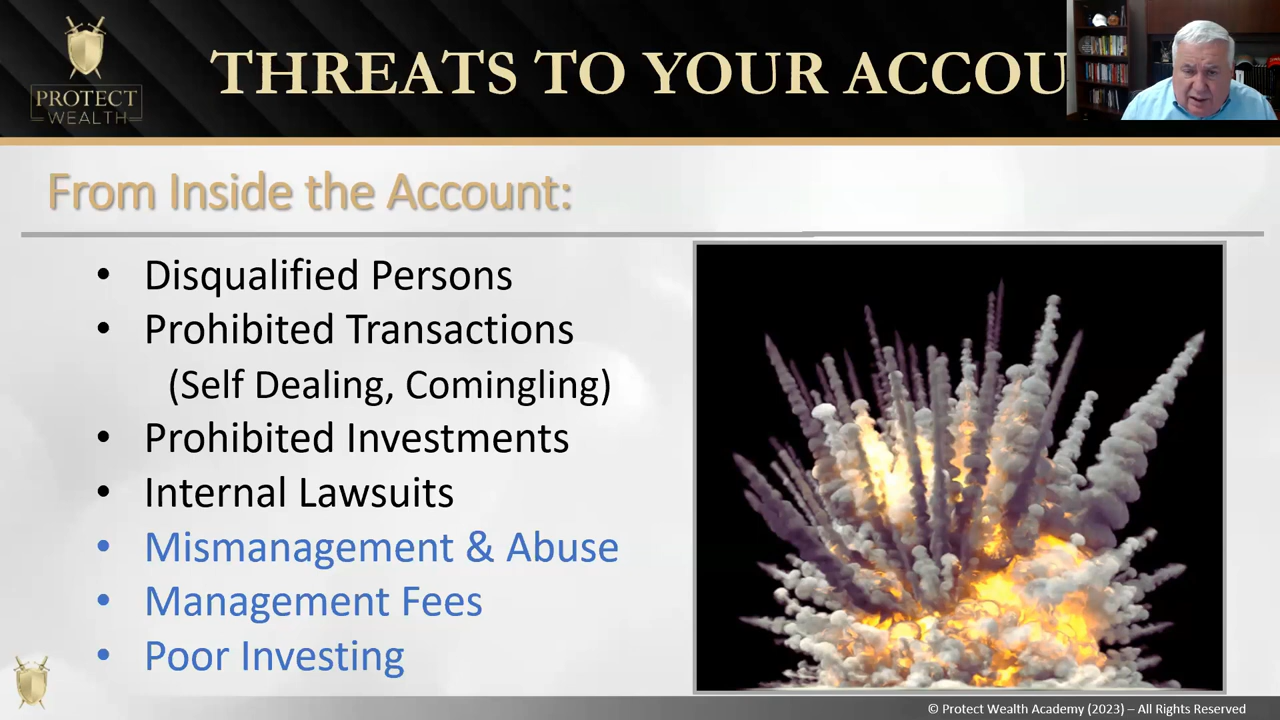 PROTECT
WEALTH
THREATS TO YOUR ACCOU
From Inside the Account:
• Disqualified Persons
• Prohibited Transactions
(Self Dealing, Comingling)
• Prohibited Investments
• Internal Lawsuits
• Mismanagement & Abuse
• Management Fees
• Poor Investing
© Protect Wealth Academy (2023) – All Rights Reserved